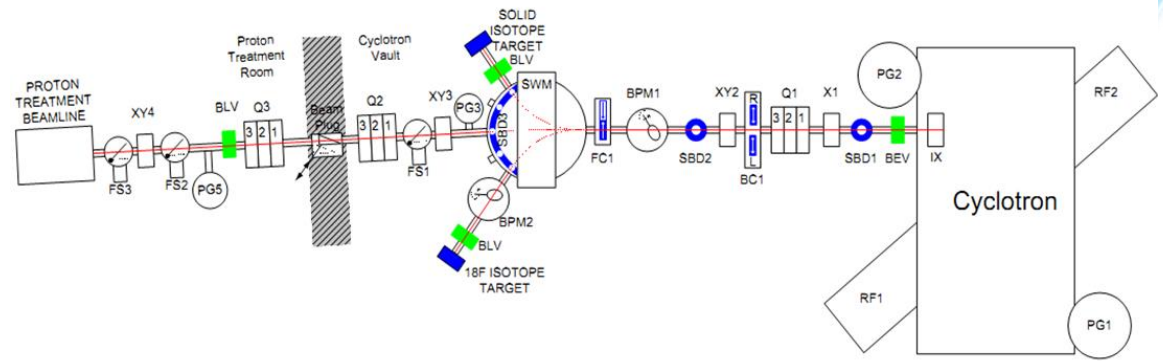 SOLID
ISOTOPE
TARGET
BLV
Proton
Treatment
Room
Cyclotron
Vault
PROTON
TREATMENT
BEAMLINE
XY4
BLV
Q3
3 2 1
Beam
Plug
Q2
3 2 1
XY3
PG3
SBD3
SWM
BPM1
XY2
R
L
Q1
3 2 1
X1
PG2
RF2
FS3
FS2
PG5
FS1
FC1
SBD2
BC1
SBD1
BEV
IX
BPM2
BLV
18F ISOTOPE
TARGET
Cyclotron
RF1
PG1